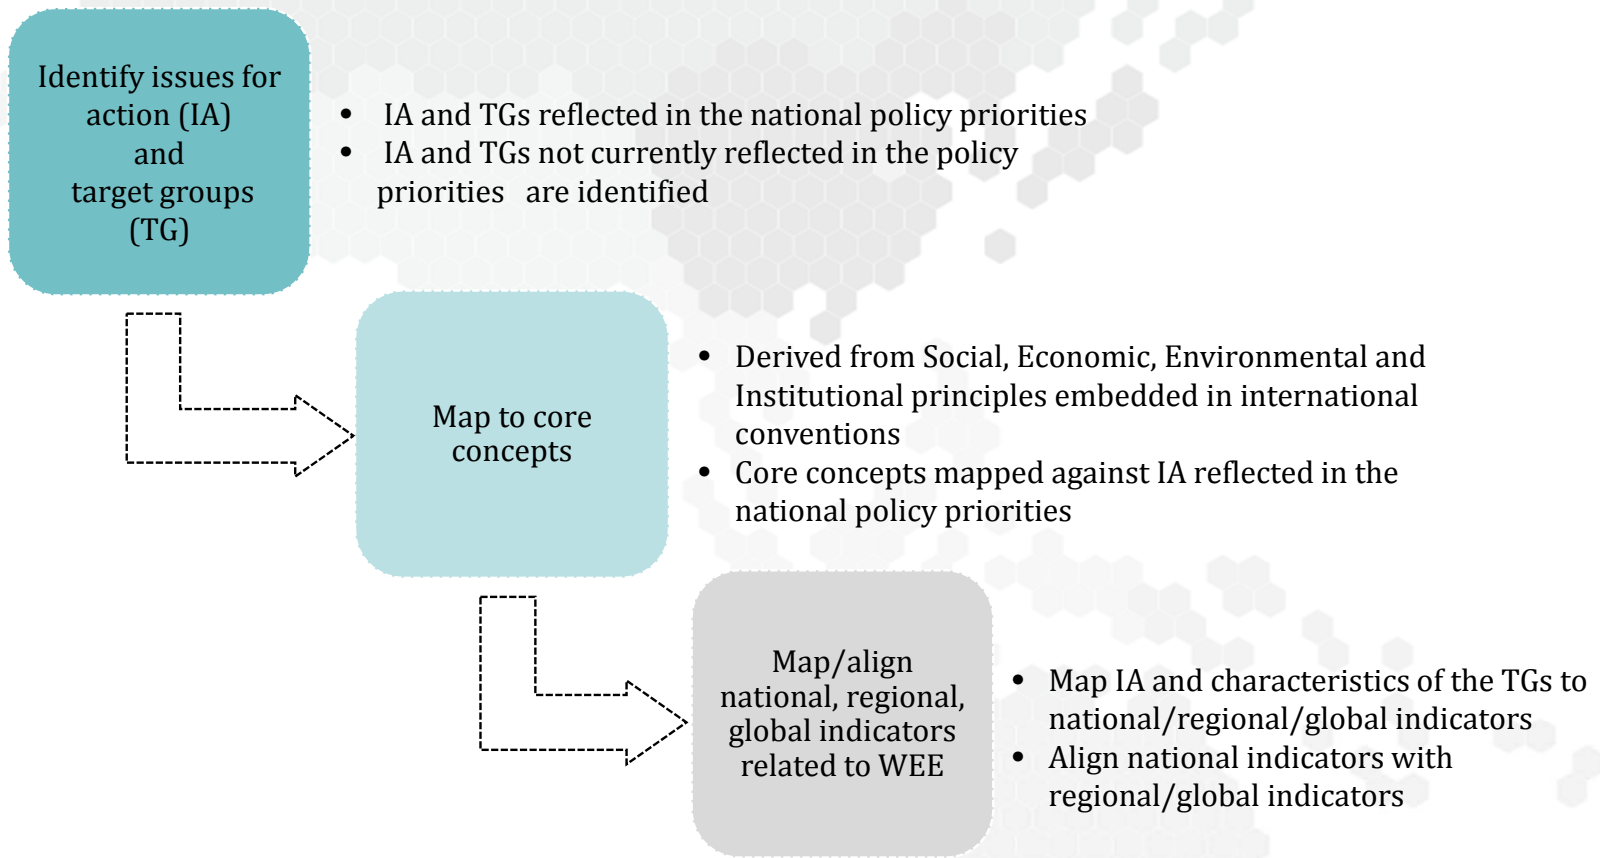 Identify issues for
action (IA)
and
target groups
(TG)
• IA and TGs reflected in the national policy priorities
• IA and TGs not currently reflected in the policy
priorities are identified
Map to core
concepts
• Derived from Social, Economic, Environmental and
Institutional principles embedded in international
conventions
• Core concepts mapped against IA reflected in the
national policy priorities
Map/align
national, regional,
global indicators
related to WEE
• Map IA and characteristics of the TGs to
national/regional/global indicators
• Align national indicators with
regional/global indicators